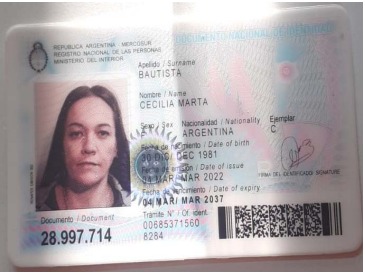 REPUBLICA ARGENTINA - MERCOSUR
REGISTRO NACIONAL DE LAS PERSONAS
MINISTERIO DEL INTERIOR
DOCUMENTO NACIONAL DE IDENTIDAD
Apellido / Surname
BAUTISTA
Nombre / Name
CECILIA MARTA
Sexo / Sex Nacionalidad / Nationality Ejemplar
ARGENTINA C
Fecha de nacimiento / Date of birth
30 DIC/ DEC 1981
Fecha de emisión / Date of issue
04 MAR/ MAR 2022
FIRMA DEL IDENTIFICADO/ SIGNATURE
Fecha de vencimiento / Date of expiry
04 MAR/ MAR 2037
Documento / Document
28.997.714
Trámite N° / Of. ident.
00685371560
8284